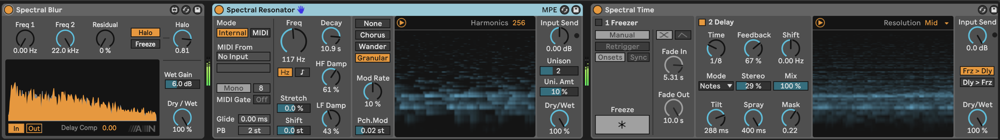 Spectral Blur
Freq 1 Freq 2 Residual Halo Halo
0.00 Hz 22.0 kHz 0 % Freeze 0.81
Wet Gain
6.0 dB
Dry / Wet
100 %
In Out Delay Comp 0.00
Spectral Resonator MPE
Mode
Internal MIDI
MIDI From
No Input
Mono 8
MIDI Gate Off
Glide 0.00 ms
PB 2 st
Freq
117 Hz
Hz
Stretch
0.0 %
Shift
0.0 st
Decay
10.9 s
HF Damp
61 %
LF Damp
43 %
None
Chorus
Wander
Granular
Mod Rate
10 %
Pch.Mod
0.02 st
Harmonics 256
Input Send
0.00 dB
Unison
2
Uni. Amt
10 %
Dry/Wet
100 %
Spectral Time
1 Freezer
Manual
Retrigger
Onsets Sync
Fade In
5.31 s
Fade Out
10.0 s
Freeze
2 Delay
Time Feedback Shift
1/8 67 % 0.00 Hz
Mode Stereo Mix
Notes 29 % 100 %
Tilt Spray Mask
288 ms 400 ms 0.22
Resolution Mid
Input Send
0.0 dB
Frz > Dly
Dly > Frz
Dry/Wet
100 %